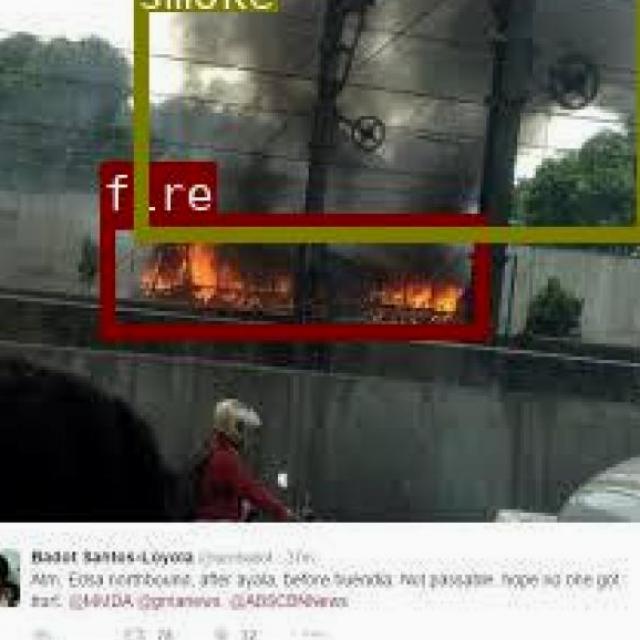 smoke
fire
Badot Santos-Loyola
Atm. Edsa northbound, after ayala, before buendia. Not passable. hope no one got
hurt. @MMDA @gmanews @ABSCBNNews